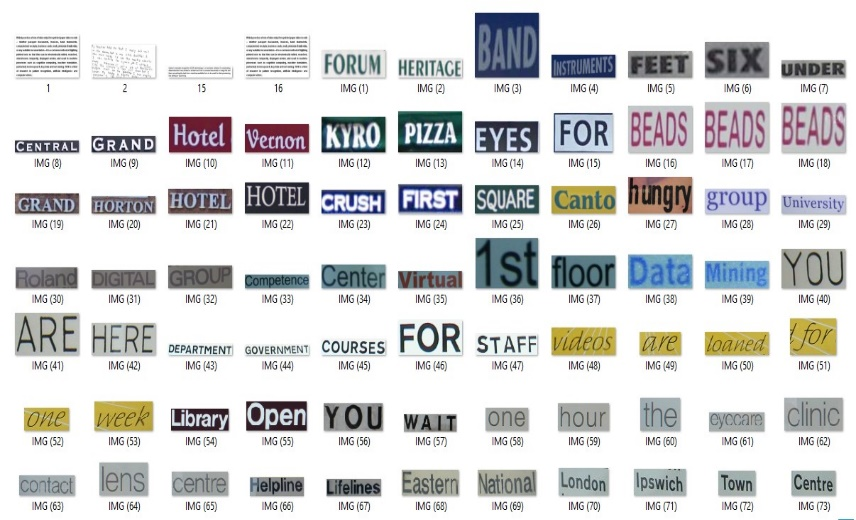 1 2 15 16 FORUM IMG (1) HERITAGE IMG (2) BAND IMG (3) INSTRUMENTS IMG (4) FEET IMG (5) SIX IMG (6) UNDER IMG (7)
CENTRAL IMG (8) GRAND IMG (9) Hotel IMG (10) Vernon IMG (11) KYRO IMG (12) PIZZA IMG (13) EYES IMG (14) FOR IMG (15) BEADS IMG (16) BEADS IMG (17) BEADS IMG (18)
GRAND IMG (19) HORTON IMG (20) HOTEL IMG (21) HOTEL IMG (22) CRUSH IMG (23) FIRST IMG (24) SQUARE IMG (25) Canto IMG (26) hungry IMG (27) group IMG (28) University IMG (29)
Roland IMG (30) DIGITAL IMG (31) GROUP IMG (32) Competence IMG (33) Center IMG (34) Virtual IMG (35) 1st IMG (36) floor IMG (37) Data IMG (38) Mining IMG (39) YOU IMG (40)
ARE IMG (41) HERE IMG (42) DEPARTMENT IMG (43) GOVERNMENT IMG (44) COURSES IMG (45) FOR IMG (46) STAFF IMG (47) videos IMG (48) are IMG (49) loaned IMG (50) d for IMG (51)
one IMG (52) week IMG (53) Library IMG (54) Open IMG (55) YOU IMG (56) WAIT IMG (57) one IMG (58) hour IMG (59) the IMG (60) eyecare IMG (61) clinic IMG (62)
contact IMG (63) lens IMG (64) centre IMG (65) Helpline IMG (66) Lifelines IMG (67) Eastern IMG (68) National IMG (69) London IMG (70) Ipswich IMG (71) Town IMG (72) Centre IMG (73)